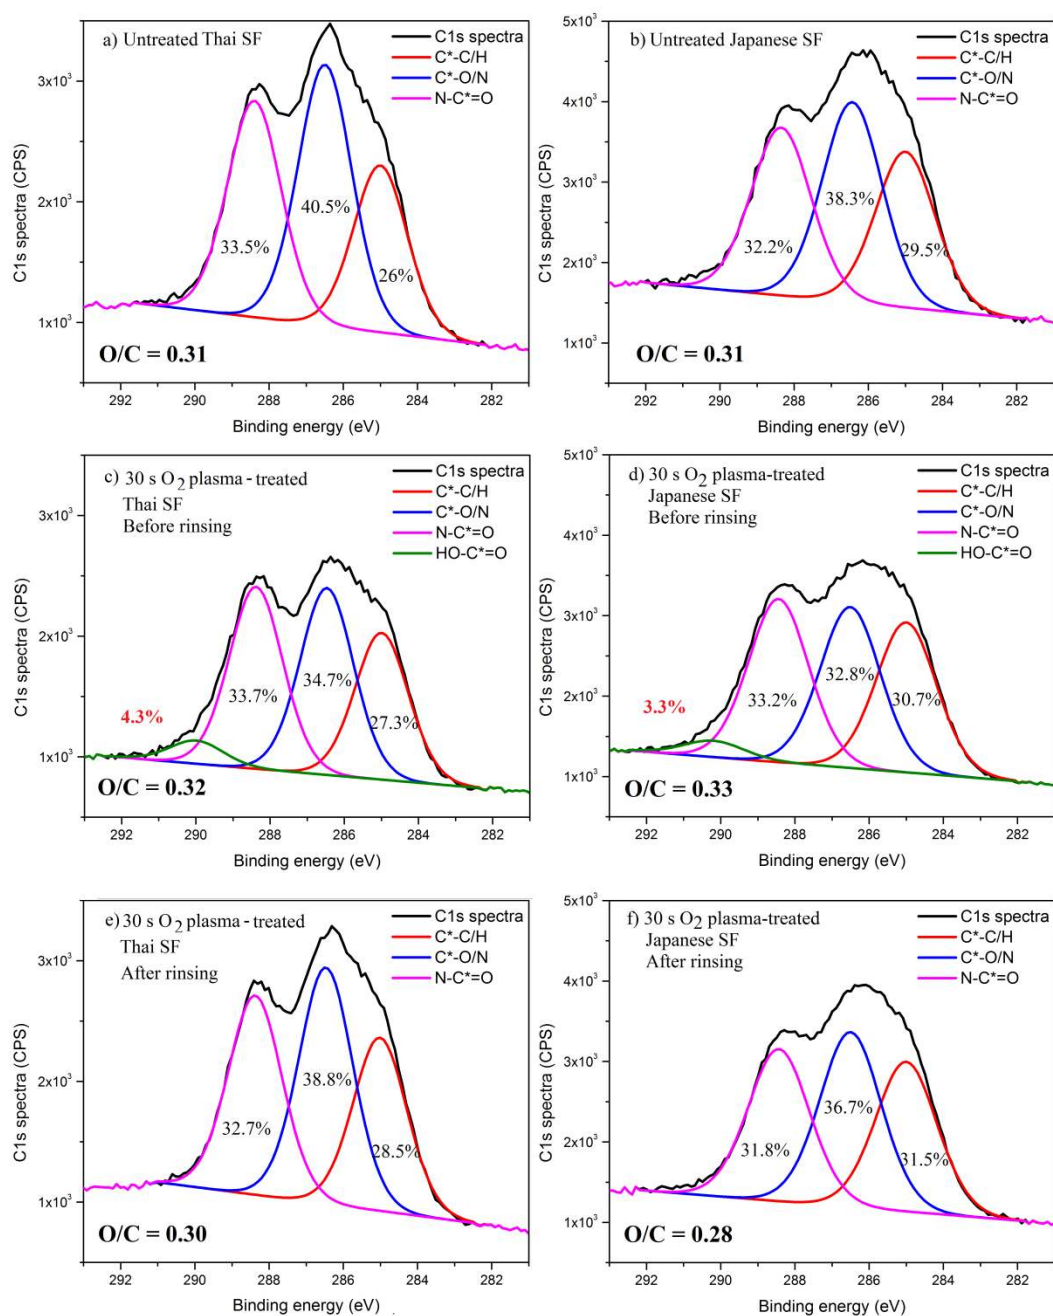 a) Untreated Thai SF
C1s spectra
C*-C/H
C*-O/N
N-C*=O
3x10³
2x10³
1x10³
C1s spectra (CPS)
40.5%
33.5%
26%
O/C = 0.31
292 290 288 286 284 282
Binding energy (eV)
b) Untreated Japanese SF
C1s spectra
C*-C/H
C*-O/N
N-C*=O
5x10³
4x10³
3x10³
2x10³
1x10³
C1s spectra (CPS)
38.3%
32.2%
29.5%
O/C = 0.31
292 290 288 286 284 282
Binding energy (eV)
c) 30 s O₂ plasma - treated
Thai SF
Before rinsing
C1s spectra
C*-C/H
C*-O/N
N-C*=O
HO-C*=O
3x10³
2x10³
1x10³
C1s spectra (CPS)
4.3%
33.7%
34.7%
27.3%
O/C = 0.32
292 290 288 286 284 282
Binding energy (eV)
d) 30 s O₂ plasma-treated
Japanese SF
Before rinsing
C1s spectra
C*-C/H
C*-O/N
N-C*=O
HO-C*=O
5x10³
4x10³
3x10³
2x10³
1x10³
C1s spectra (CPS)
3.3%
33.2%
32.8%
30.7%
O/C = 0.33
292 290 288 286 284 282
Binding energy (eV)
e) 30 s O₂ plasma - treated
Thai SF
After rinsing
C1s spectra
C*-C/H
C*-O/N
N-C*=O
3x10³
2x10³
1x10³
C1s spectra (CPS)
38.8%
32.7%
28.5%
O/C = 0.30
292 290 288 286 284 282
Binding energy (eV)
f) 30 s O₂ plasma-treated
Japanese SF
After rinsing
C1s spectra
C*-C/H
C*-O/N
N-C*=O
5x10³
4x10³
3x10³
2x10³
1x10³
C1s spectra (CPS)
36.7%
31.8%
31.5%
O/C = 0.28
292 290 288 286 284 282
Binding energy (eV)